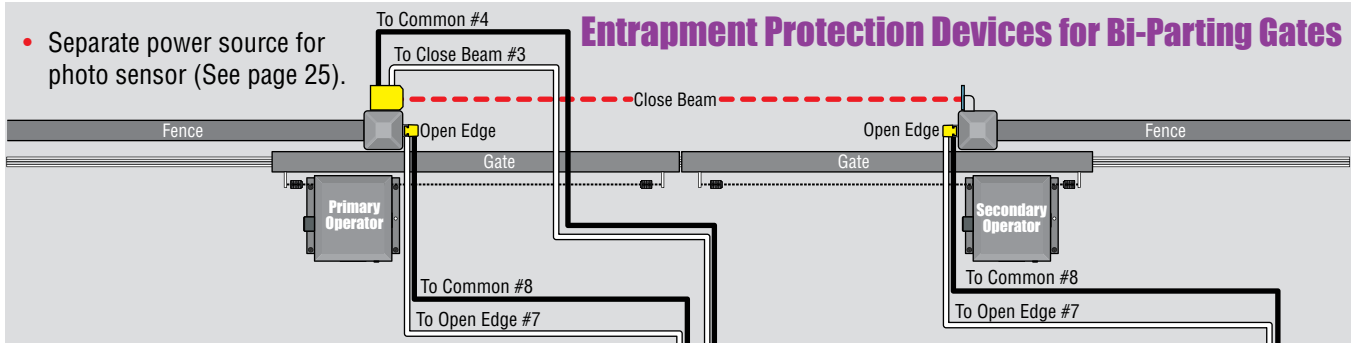 Entrapment Protection Devices for Bi-Parting Gates
• Separate power source for
photo sensor (See page 25).
To Common #4
To Close Beam #3
Close Beam
Fence
Open Edge
Open Edge
Fence
Gate
Gate
Primary
Operator
Secondary
Operator
To Common #8
To Open Edge #7
To Common #8
To Open Edge #7